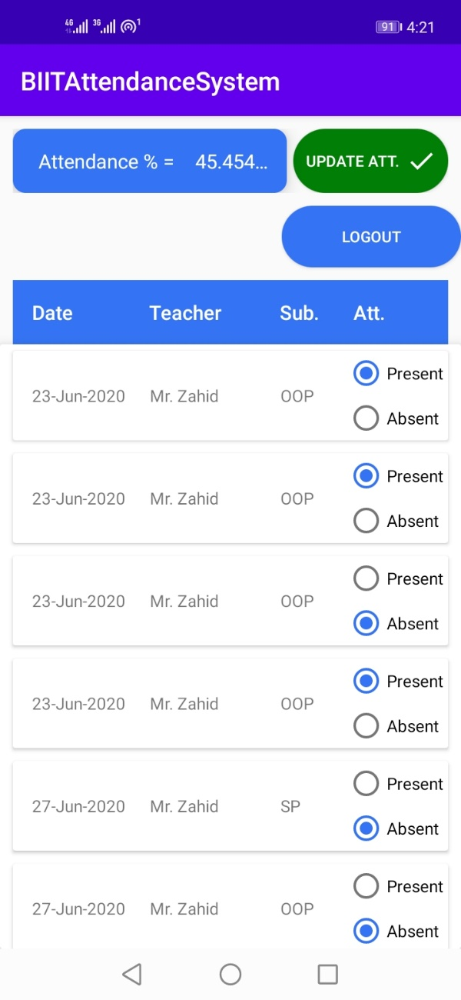 4G 3G 1 91 4:21
BIITAttendanceSystem
Attendance % = 45.454... UPDATE ATT.
LOGOUT
Date Teacher Sub. Att.
Present
23-Jun-2020 Mr. Zahid OOP
Absent
Present
23-Jun-2020 Mr. Zahid OOP
Absent
Present
23-Jun-2020 Mr. Zahid OOP
Absent
Present
23-Jun-2020 Mr. Zahid OOP
Absent
Present
27-Jun-2020 Mr. Zahid SP
Absent
Present
27-Jun-2020 Mr. Zahid OOP
Absent